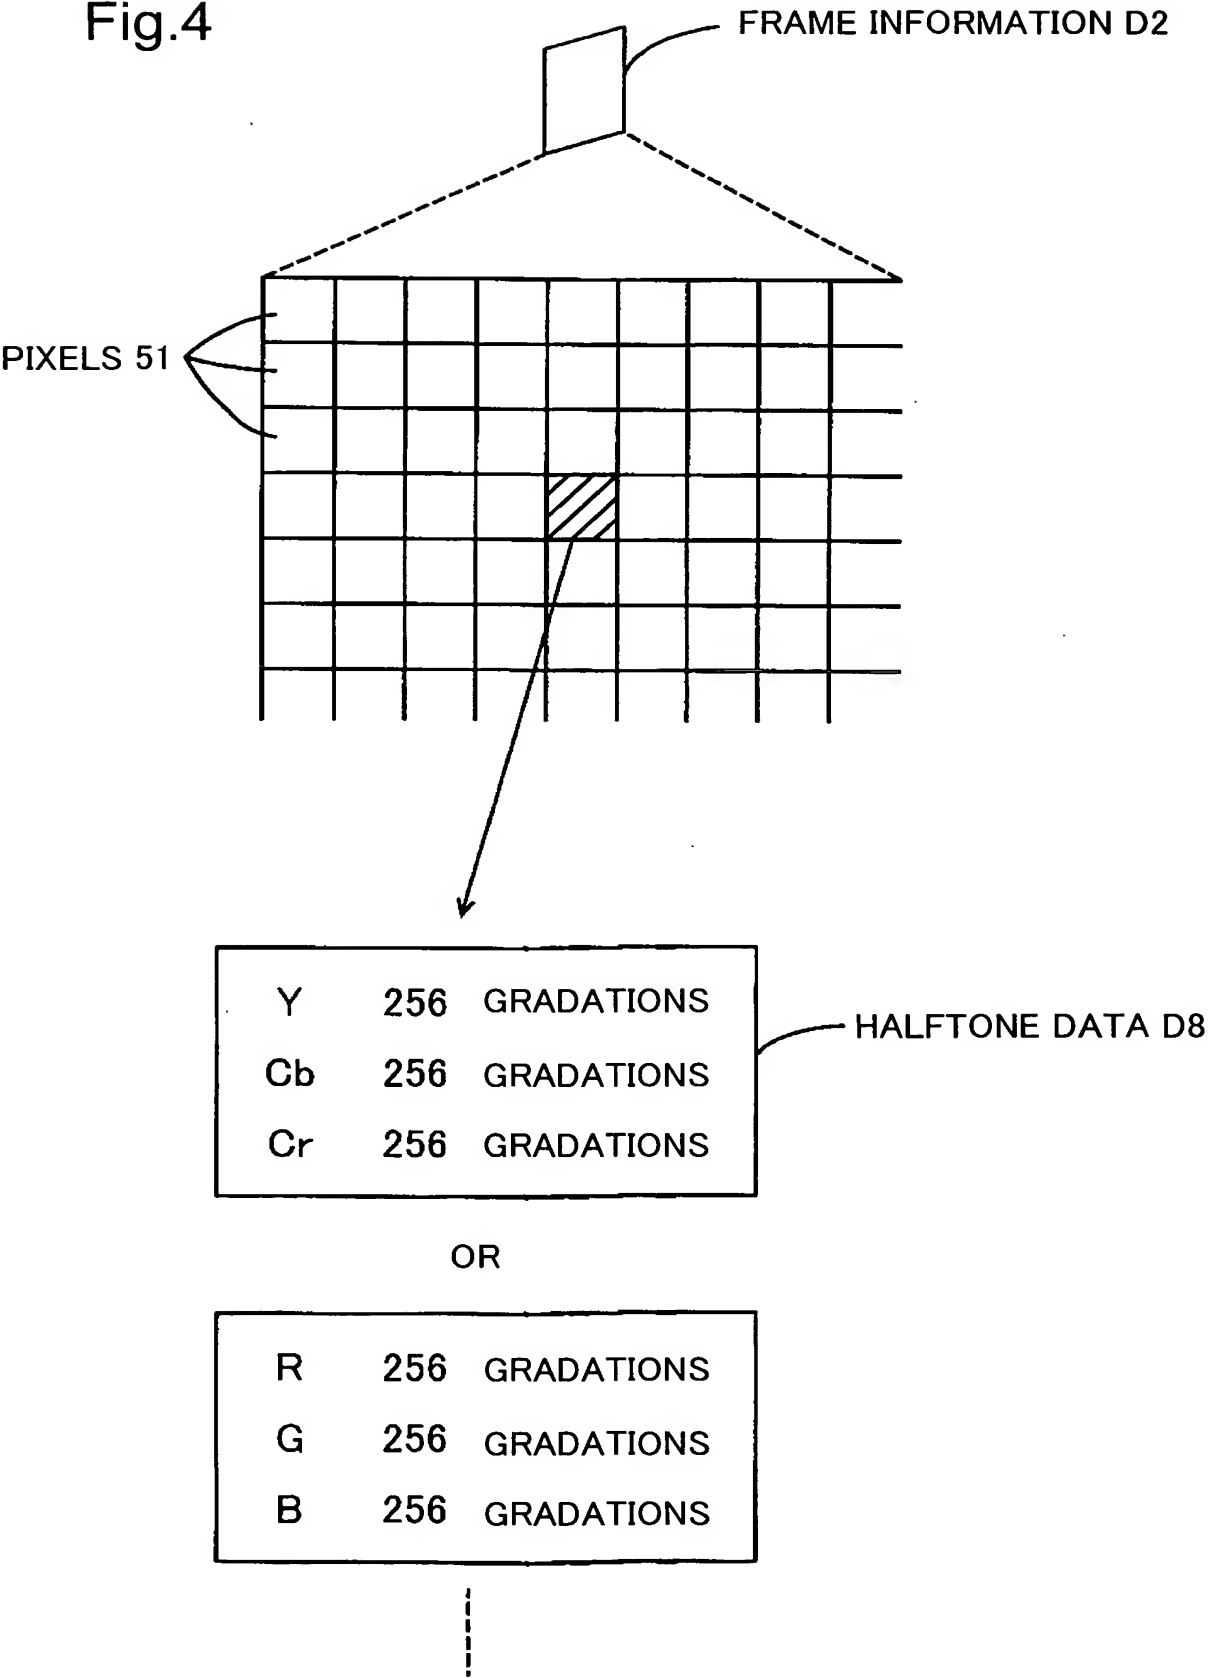 Fig.4
FRAME INFORMATION D2
PIXELS 51
Y 256 GRADATIONS
Cb 256 GRADATIONS
Cr 256 GRADATIONS
HALFTONE DATA D8
OR
R 256 GRADATIONS
G 256 GRADATIONS
B 256 GRADATIONS